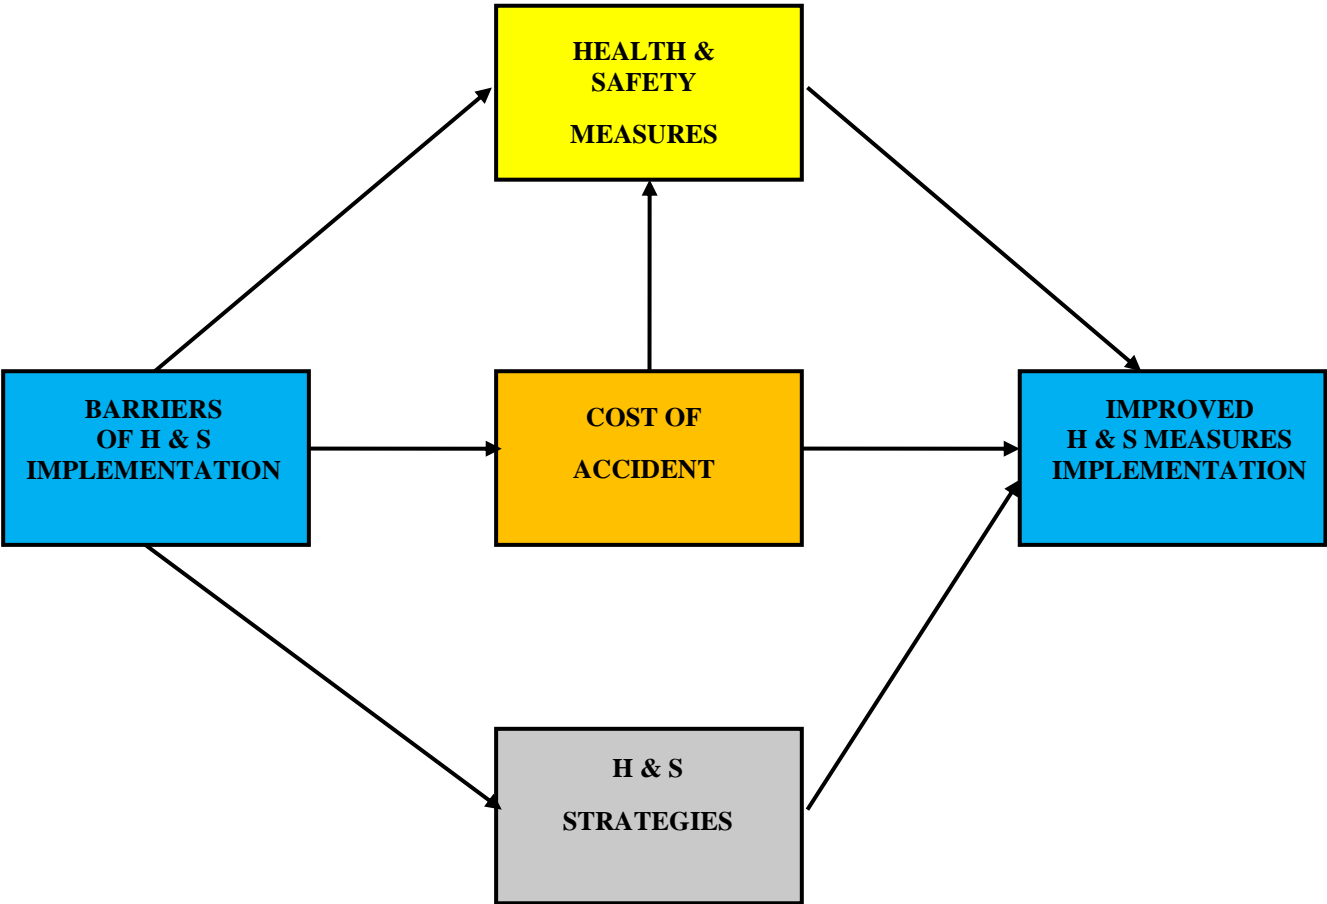 HEALTH &
SAFETY
MEASURES
BARRIERS
OF H & S
IMPLEMENTATION
COST OF
ACCIDENT
IMPROVED
H & S MEASURES
IMPLEMENTATION
H & S
STRATEGIES